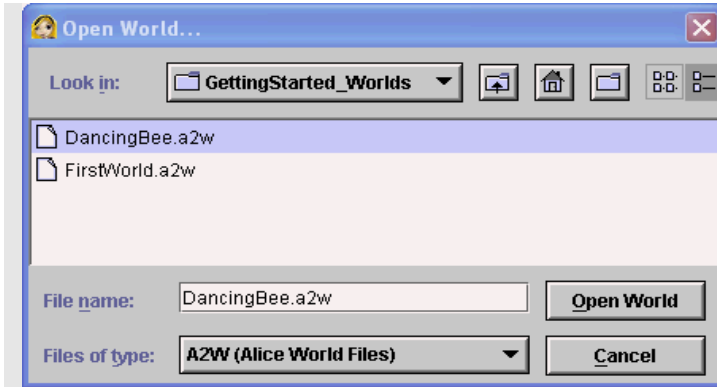 Open World...
Look in: GettingStarted_Worlds
DancingBee.a2w
FirstWorld.a2w
File name: DancingBee.a2w Open World
Files of type: A2W (Alice World Files) Cancel